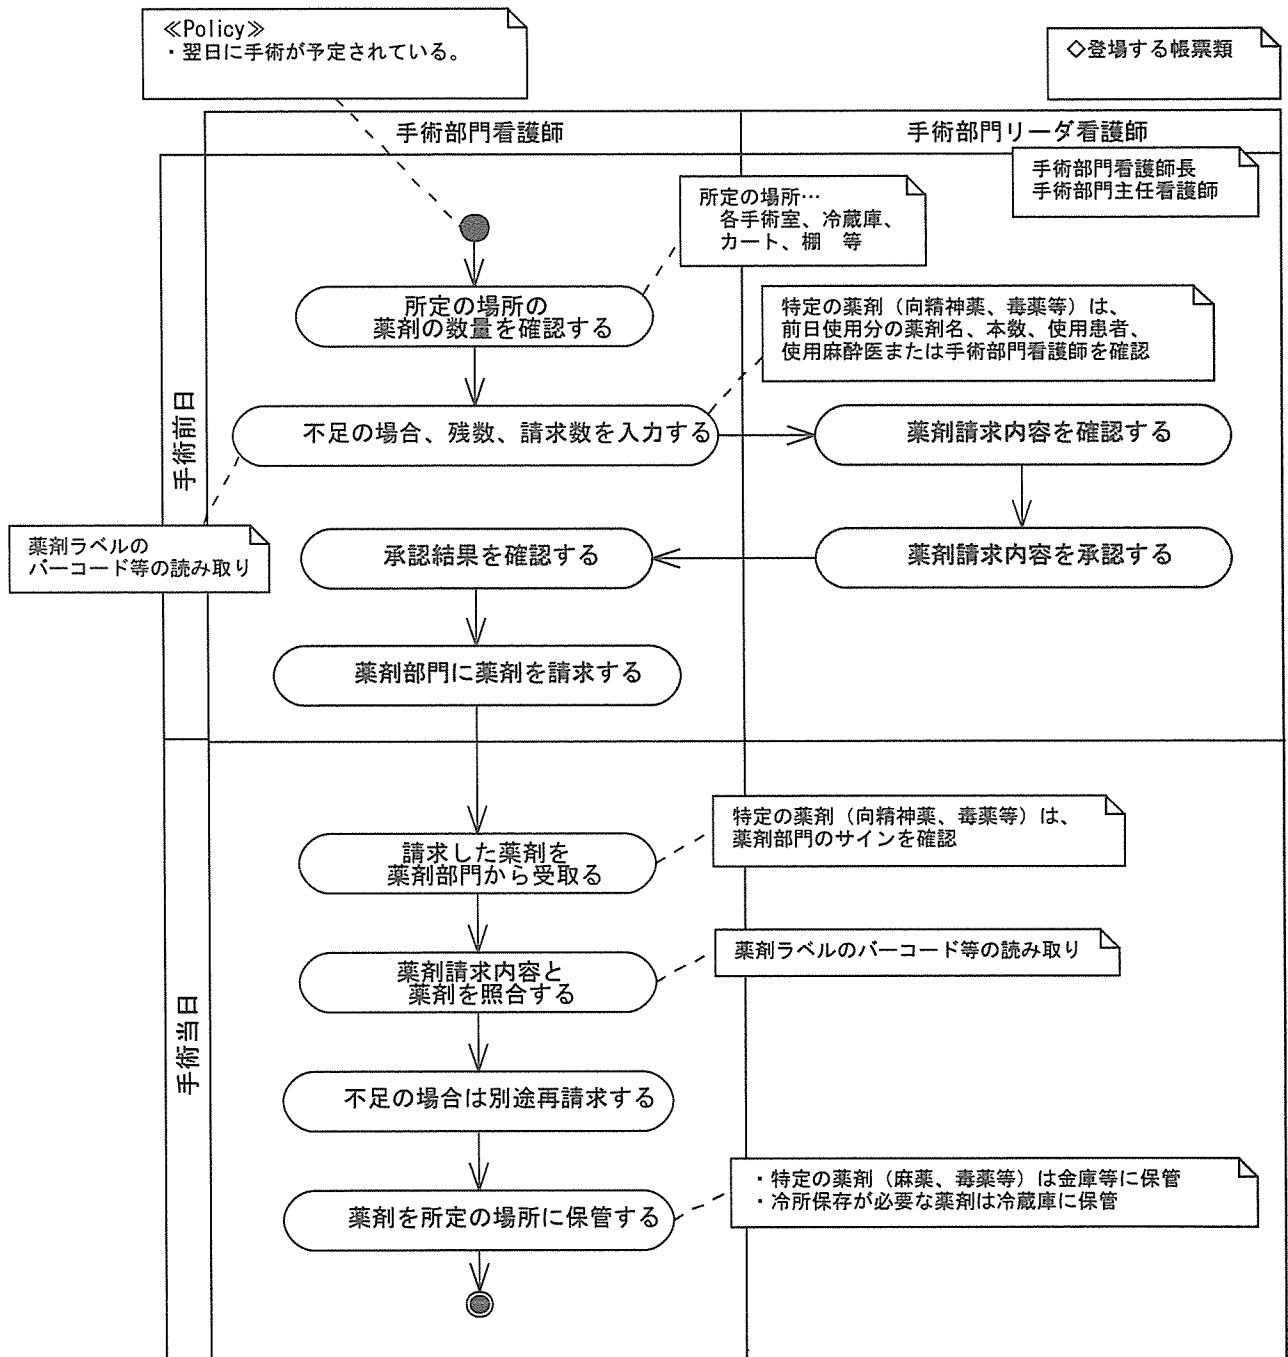 ≪Policy≫
・翌日に手術が予定されている。
◇登場する帳票類
手術部門看護師
手術部門リーダ看護師
手術部門看護師長
手術部門主任看護師
所定の場所…
各手術室、冷蔵庫、
カート、棚　等
手術前日
所定の場所の
薬剤の数量を確認する
特定の薬剤（向精神薬、毒薬等）は、
前日使用分の薬剤名、本数、使用患者、
使用麻酔医または手術部門看護師を確認
不足の場合、残数、請求数を入力する
薬剤請求内容を確認する
薬剤ラベルの
バーコード等の読み取り
承認結果を確認する
薬剤請求内容を承認する
薬剤部門に薬剤を請求する
手術当日
特定の薬剤（向精神薬、毒薬等）は、
薬剤部門のサインを確認
請求した薬剤を
薬剤部門から受取る
薬剤ラベルのバーコード等の読み取り
薬剤請求内容と
薬剤を照合する
不足の場合は別途再請求する
・特定の薬剤（麻薬、毒薬等）は金庫等に保管
・冷所保存が必要な薬剤は冷蔵庫に保管
薬剤を所定の場所に保管する